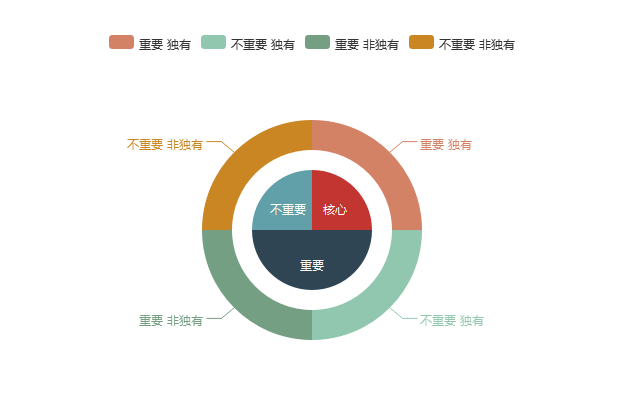 重要 独有 不重要 独有 重要 非独有 不重要 非独有
不重要 非独有 重要 独有
不重要 核心
重要
重要 非独有 不重要 独有